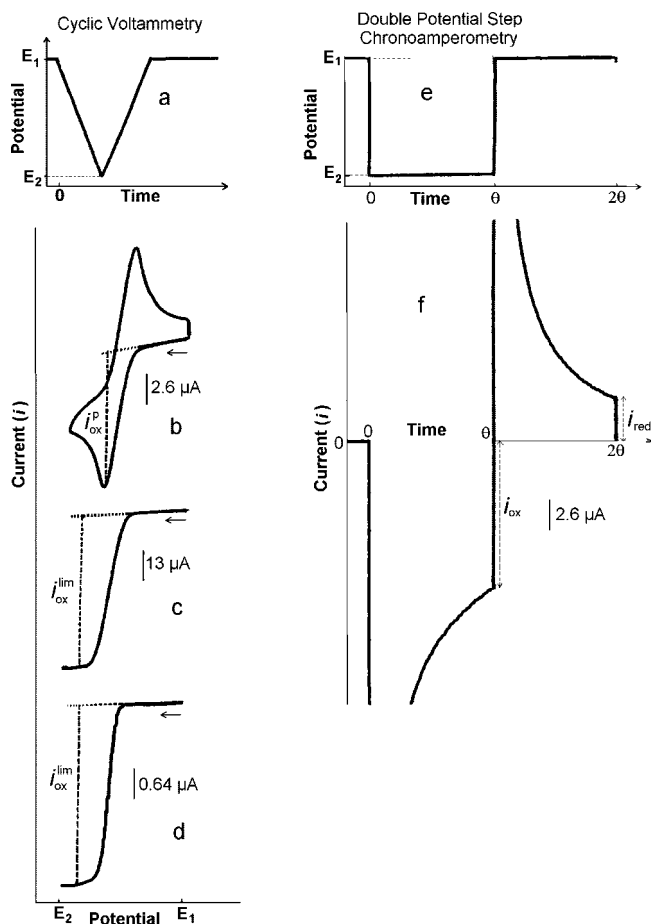 Cyclic Voltammetry
E1
Potential
a
E2
0
Time
Double Potential Step
Chronoamperometry
E1
Potential
e
E2
0
Time
θ
2θ
Current (i)
2.6 µA
i ox p
b
13 µA
i ox lim
c
i ox lim
0.64 µA
d
E2
Potential
E1
f
Current (i)
0
0
Time
θ
2θ
i red
i ox
2.6 µA